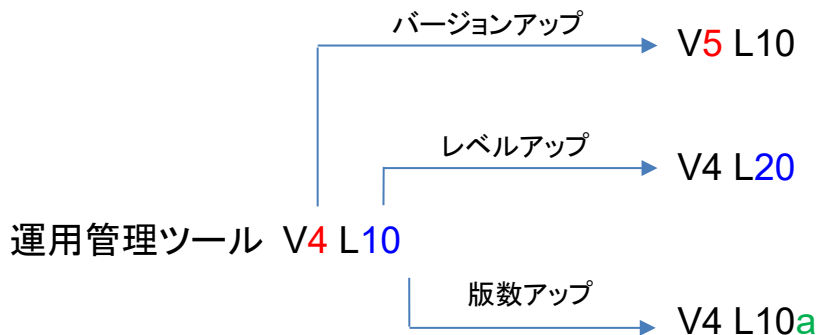 バージョンアップ
V5 L10
レベルアップ
V4 L20
運用管理ツール V4 L10
版数アップ
V4 L10a